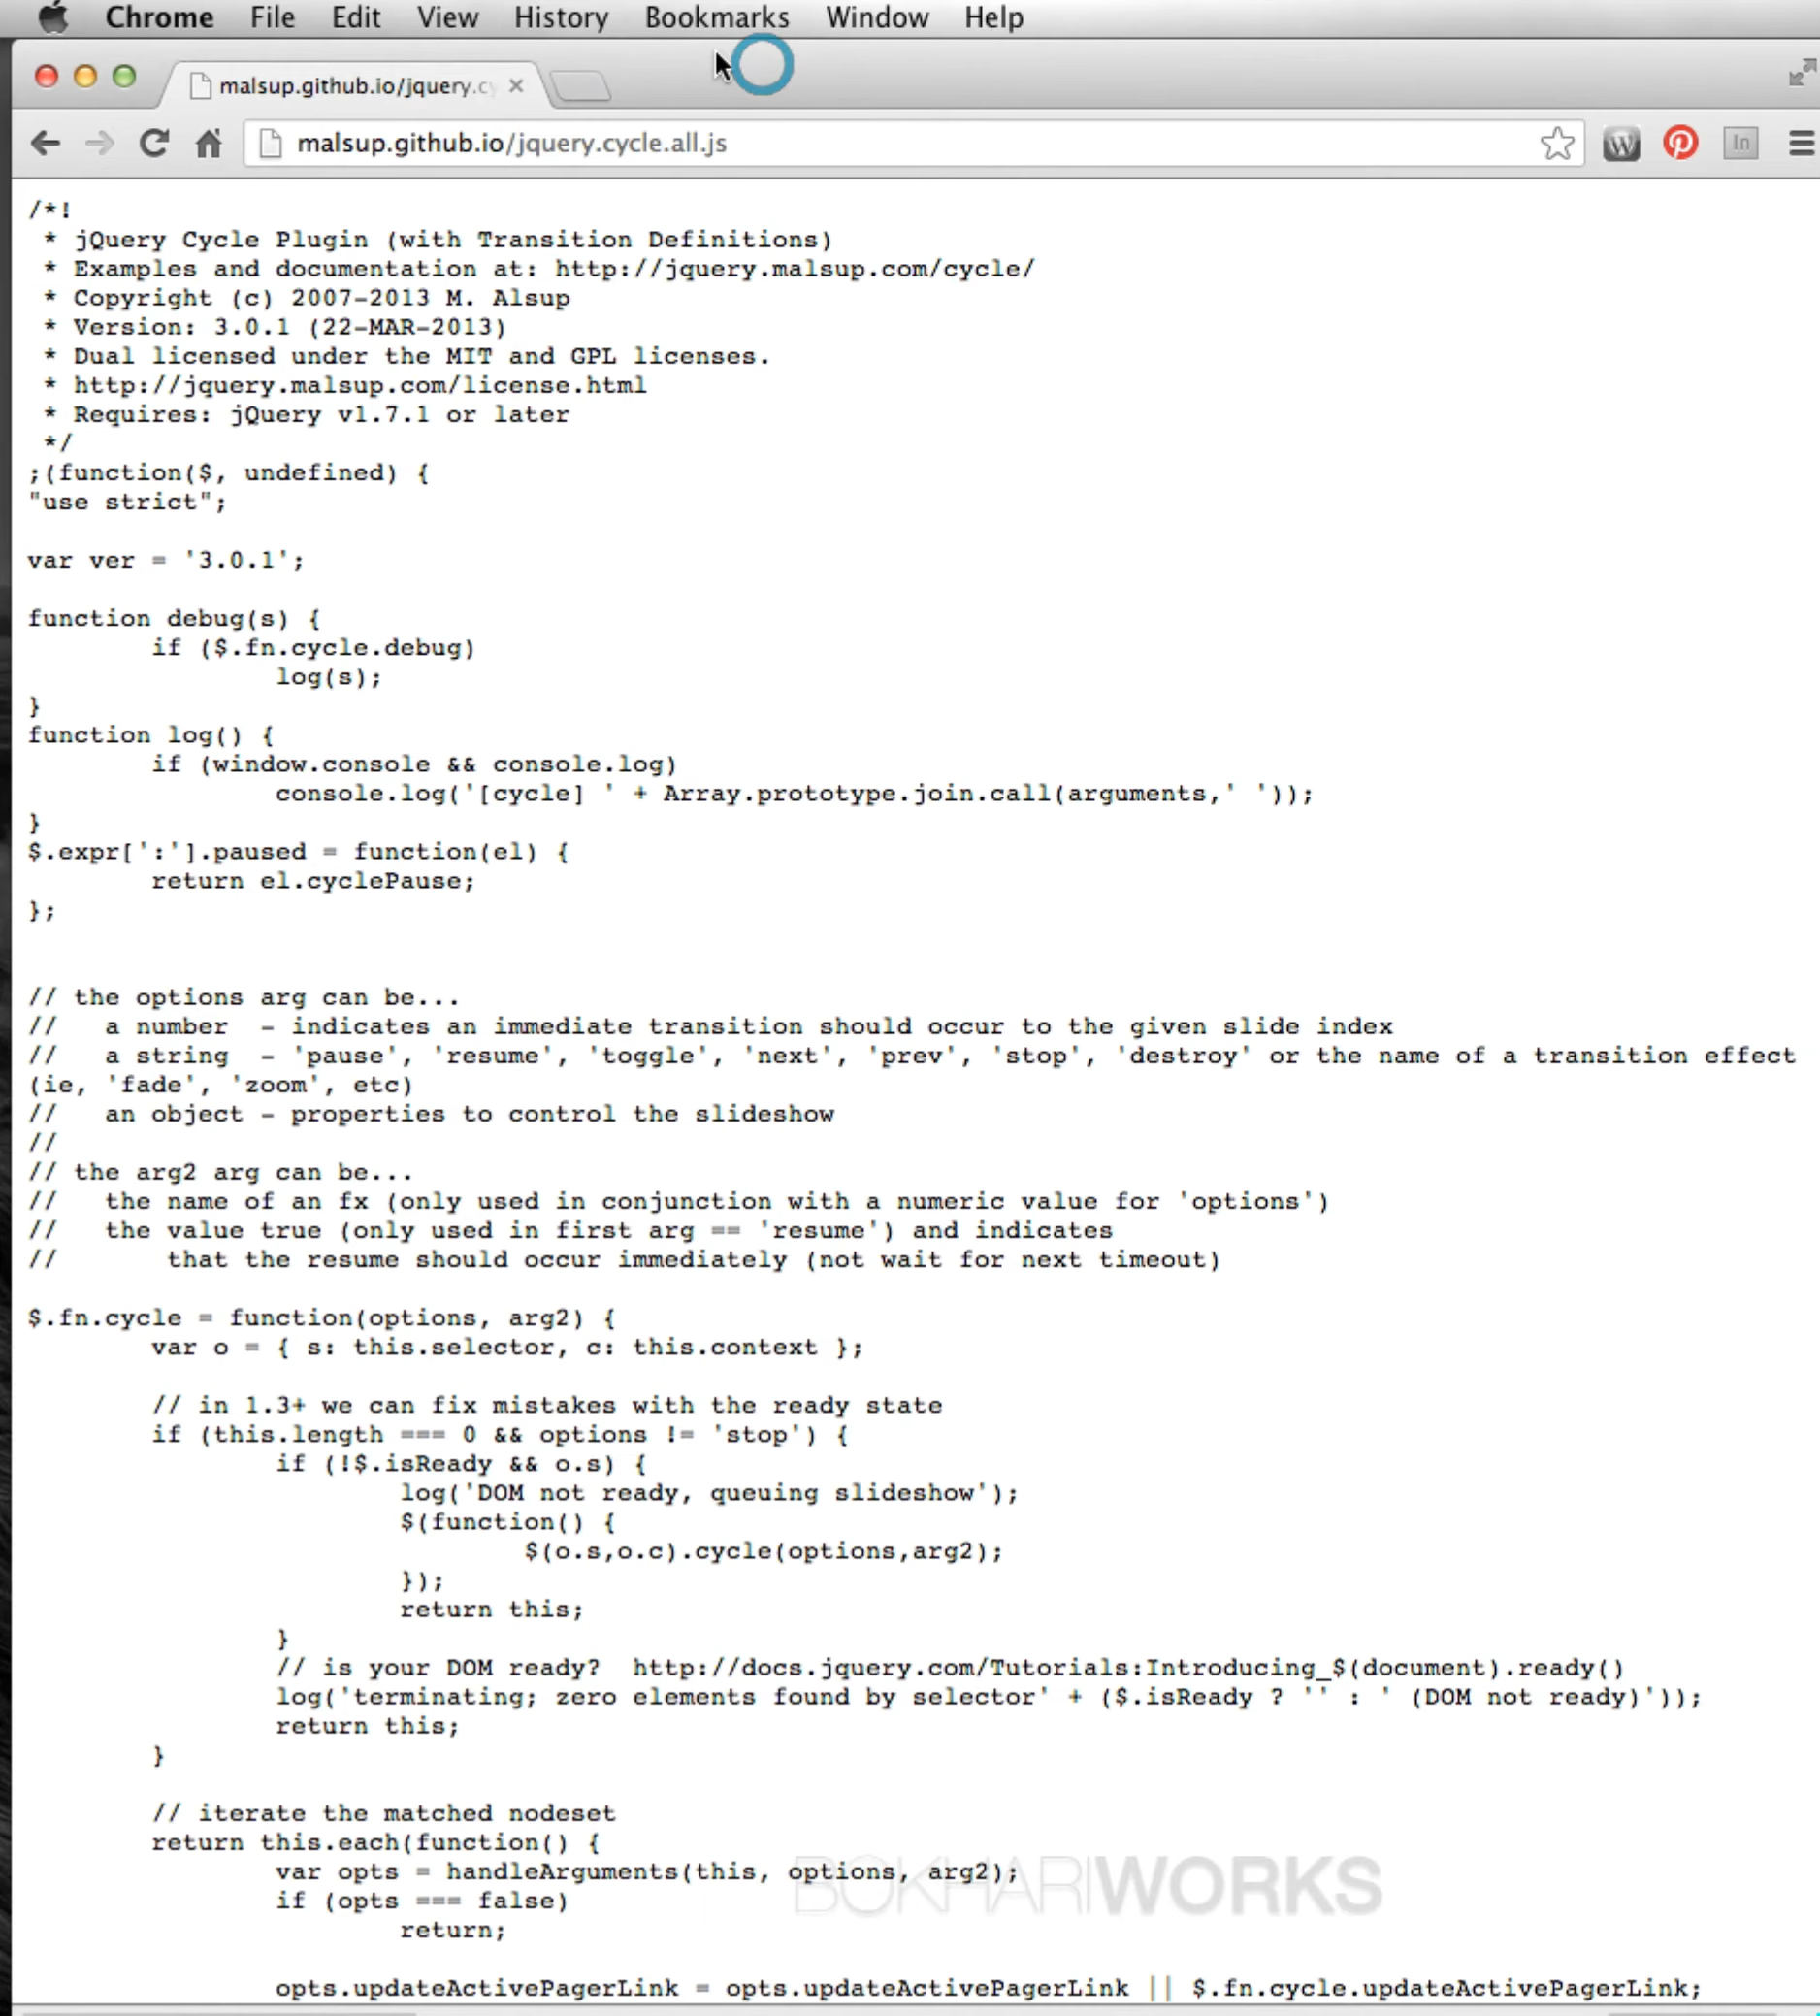 Chrome File Edit View History Bookmarks Window Help
malsup.github.io/jquery.cy
malsup.github.io/jquery.cycle.all.js
/*!
 * jQuery Cycle Plugin (with Transition Definitions)
 * Examples and documentation at: http://jquery.malsup.com/cycle/
 * Copyright (c) 2007-2013 M. Alsup
 * Version: 3.0.1 (22-MAR-2013)
 * Dual licensed under the MIT and GPL licenses.
 * http://jquery.malsup.com/license.html
 * Requires: jQuery v1.7.1 or later
 */
;(function($, undefined) {
"use strict";

var ver = '3.0.1';

function debug(s) {
	if ($.fn.cycle.debug)
		log(s);
}
function log() {
	if (window.console && console.log)
		console.log('[cycle] ' + Array.prototype.join.call(arguments,' '));
}
$.expr[':'].paused = function(el) {
	return el.cyclePause;
};


// the options arg can be...
//   a number  - indicates an immediate transition should occur to the given slide index
//   a string  - 'pause', 'resume', 'toggle', 'next', 'prev', 'stop', 'destroy' or the name of a transition effect
(ie, 'fade', 'zoom', etc)
//   an object - properties to control the slideshow
//
// the arg2 arg can be...
//   the name of an fx (only used in conjunction with a numeric value for 'options')
//   the value true (only used in first arg == 'resume') and indicates
//       that the resume should occur immediately (not wait for next timeout)

$.fn.cycle = function(options, arg2) {
	var o = { s: this.selector, c: this.context };

	// in 1.3+ we can fix mistakes with the ready state
	if (this.length === 0 && options != 'stop') {
		if (!$.isReady && o.s) {
			log('DOM not ready, queuing slideshow');
			$(function() {
				$(o.s,o.c).cycle(options,arg2);
			});
			return this;
		}
		// is your DOM ready?  http://docs.jquery.com/Tutorials:Introducing_$(document).ready()
		log('terminating; zero elements found by selector' + ($.isReady ? '' : ' (DOM not ready)'));
		return this;
	}

	// iterate the matched nodeset
	return this.each(function() {
		var opts = handleArguments(this, options, arg2);
		if (opts === false)
			return;

		opts.updateActivePagerLink = opts.updateActivePagerLink || $.fn.cycle.updateActivePagerLink;
BOKHARIWORKS
W
In